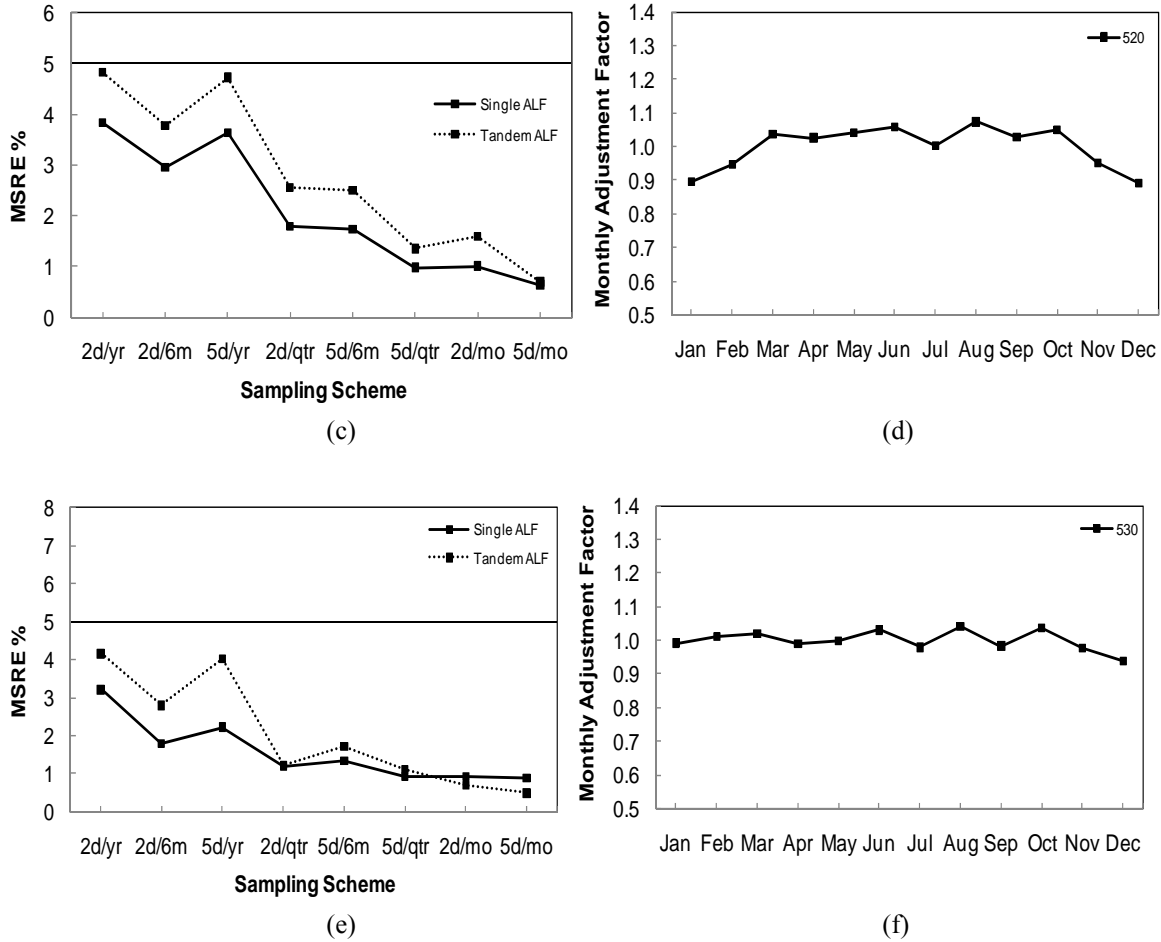 6
5
4
3
2
1
0
MSRE %
Single ALF
Tandem ALF
2d/yr 2d/6m 5d/yr 2d/qtr 5d/6m 5d/qtr 2d/mo 5d/mo
Sampling Scheme
(c)
1.4
1.3
1.2
1.1
1.0
0.9
0.8
0.7
0.6
0.5
Monthly Adjustment Factor
520
Jan Feb Mar Apr May Jun Jul Aug Sep Oct Nov Dec
(d)
8
7
6
5
4
3
2
1
0
MSRE %
Single ALF
Tandem ALF
2d/yr 2d/6m 5d/yr 2d/qtr 5d/6m 5d/qtr 2d/mo 5d/mo
Sampling Scheme
(e)
1.4
1.3
1.2
1.1
1.0
0.9
0.8
0.7
0.6
0.5
Monthly Adjustment Factor
530
Jan Feb Mar Apr May Jun Jul Aug Sep Oct Nov Dec
(f)